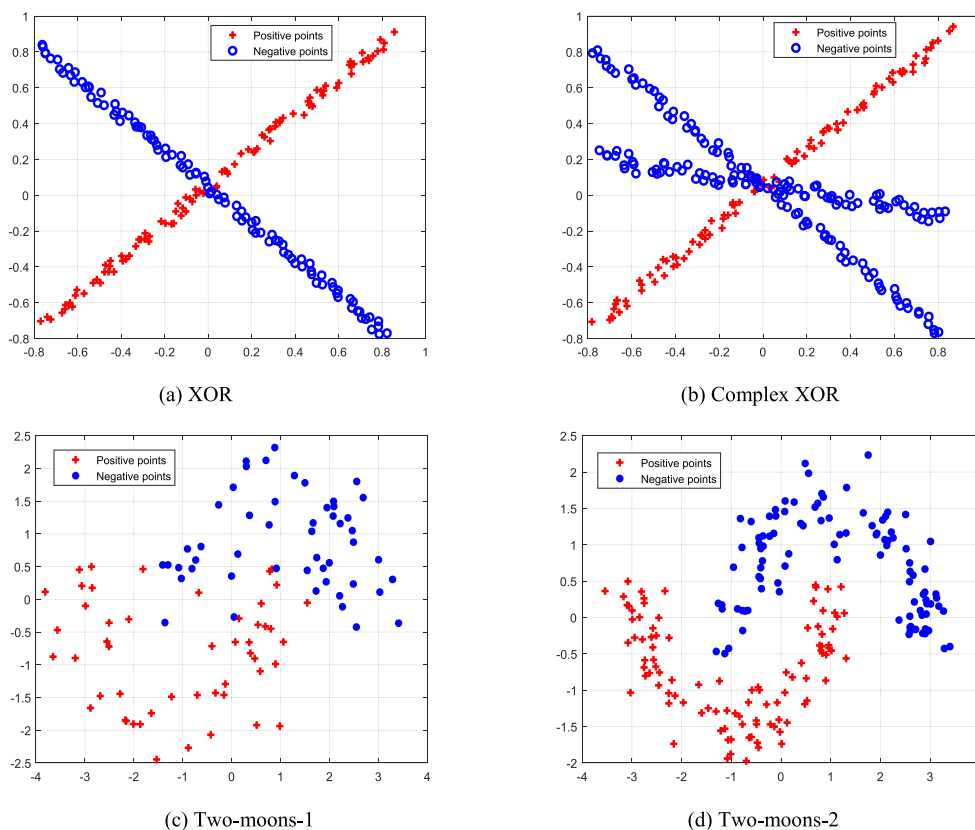 1
0.8
0.6
0.4
0.2
0
-0.2
-0.4
-0.6
-0.8
-0.8 -0.6 -0.4 -0.2 0 0.2 0.4 0.6 0.8 1
Positive points
Negative points
(a) XOR
1
0.8
0.6
0.4
0.2
0
-0.2
-0.4
-0.6
-0.8
-0.8 -0.6 -0.4 -0.2 0 0.2 0.4 0.6 0.8
Positive points
Negative points
(b) Complex XOR
2.5
2
1.5
1
0.5
0
-0.5
-1
-1.5
-2
-2.5
-4 -3 -2 -1 0 1 2 3 4
Positive points
Negative points
(c) Two-moons-1
2.5
2
1.5
1
0.5
0
-0.5
-1
-1.5
-2
-4 -3 -2 -1 0 1 2 3
Positive points
Negative points
(d) Two-moons-2